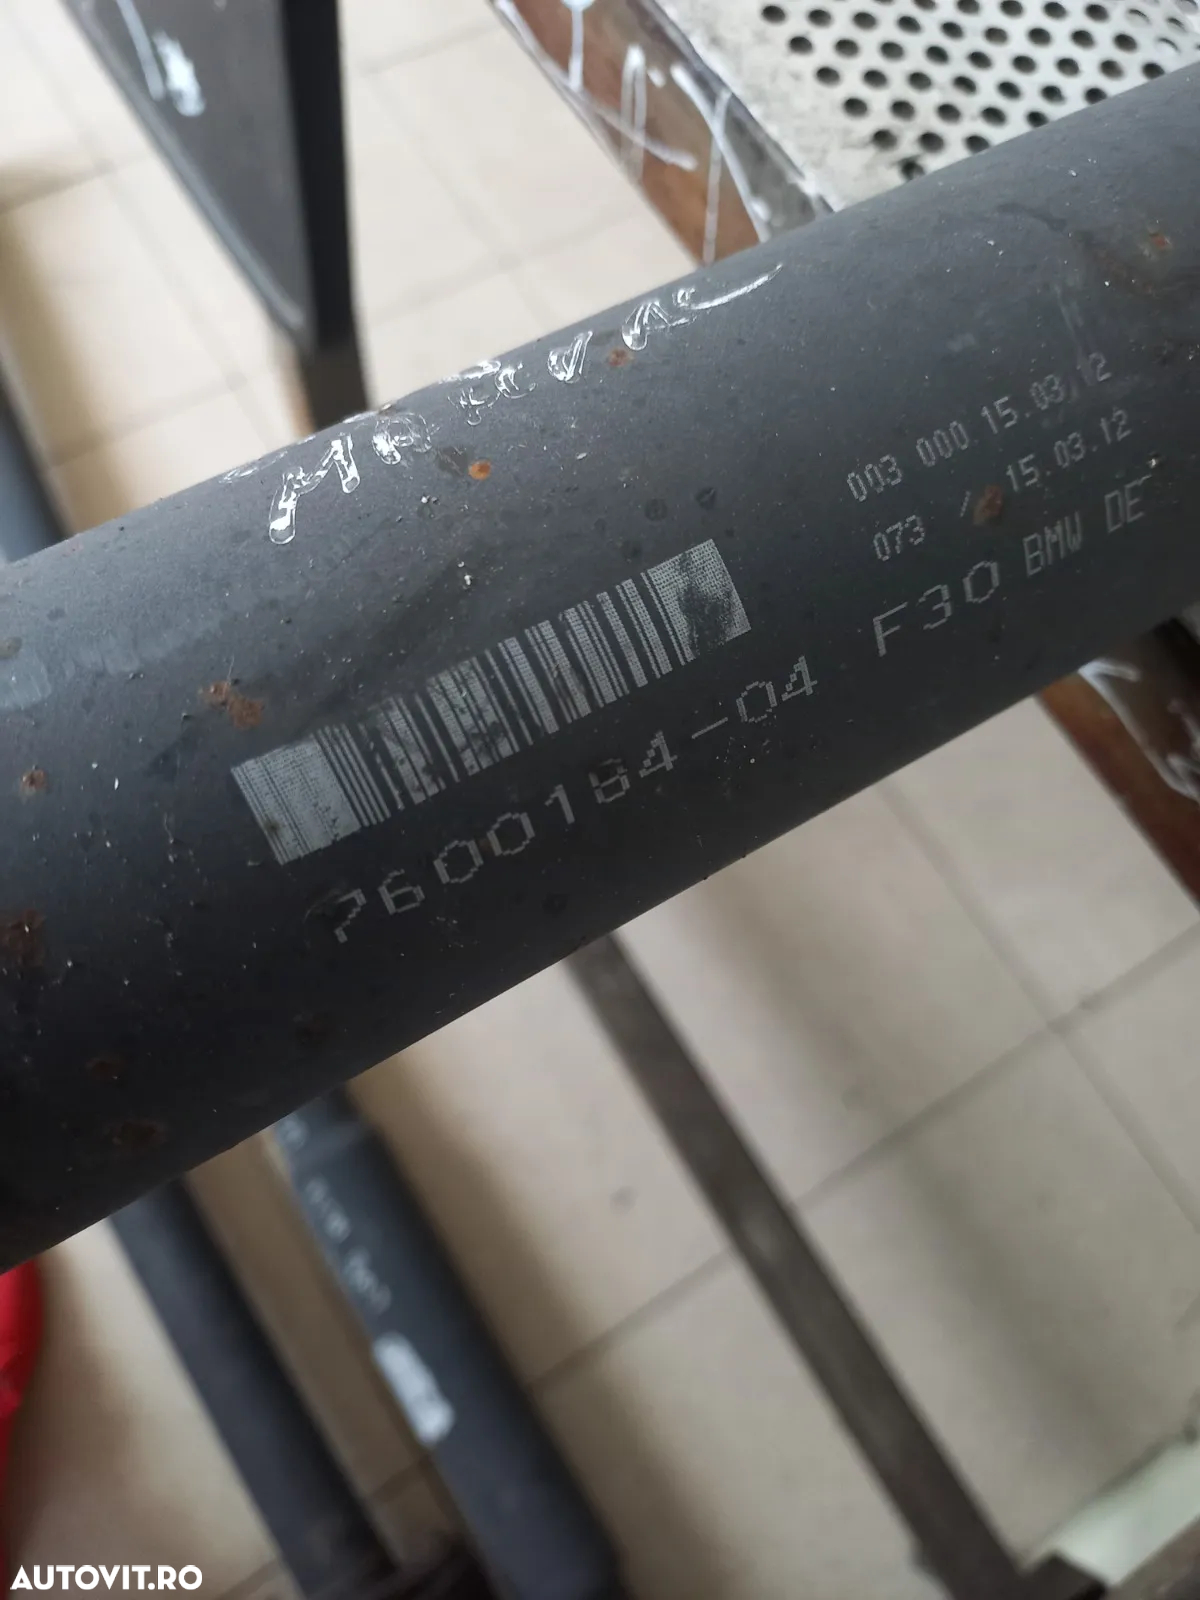 003 000 15.03.12
073 / 15.03.12
7600184-04 F30 BMW DE
AUTOVIT.RO